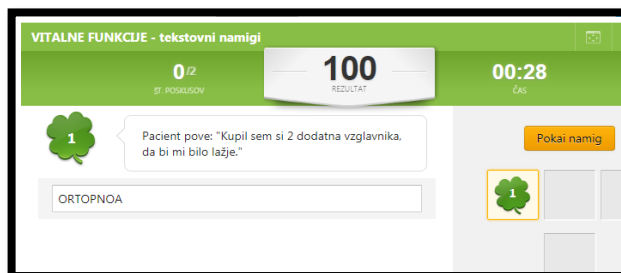 VITALNE FUNKCIJE - tekstovni namigi
0/2
ŠT. POSKUSOV
100
REZULTAT
00:28
ČAS
1
Pacient pove: "Kupil sem si 2 dodatna vzglavnika,
da bi mi bilo lažje."
ORTOPNOA
Pokai namig
1